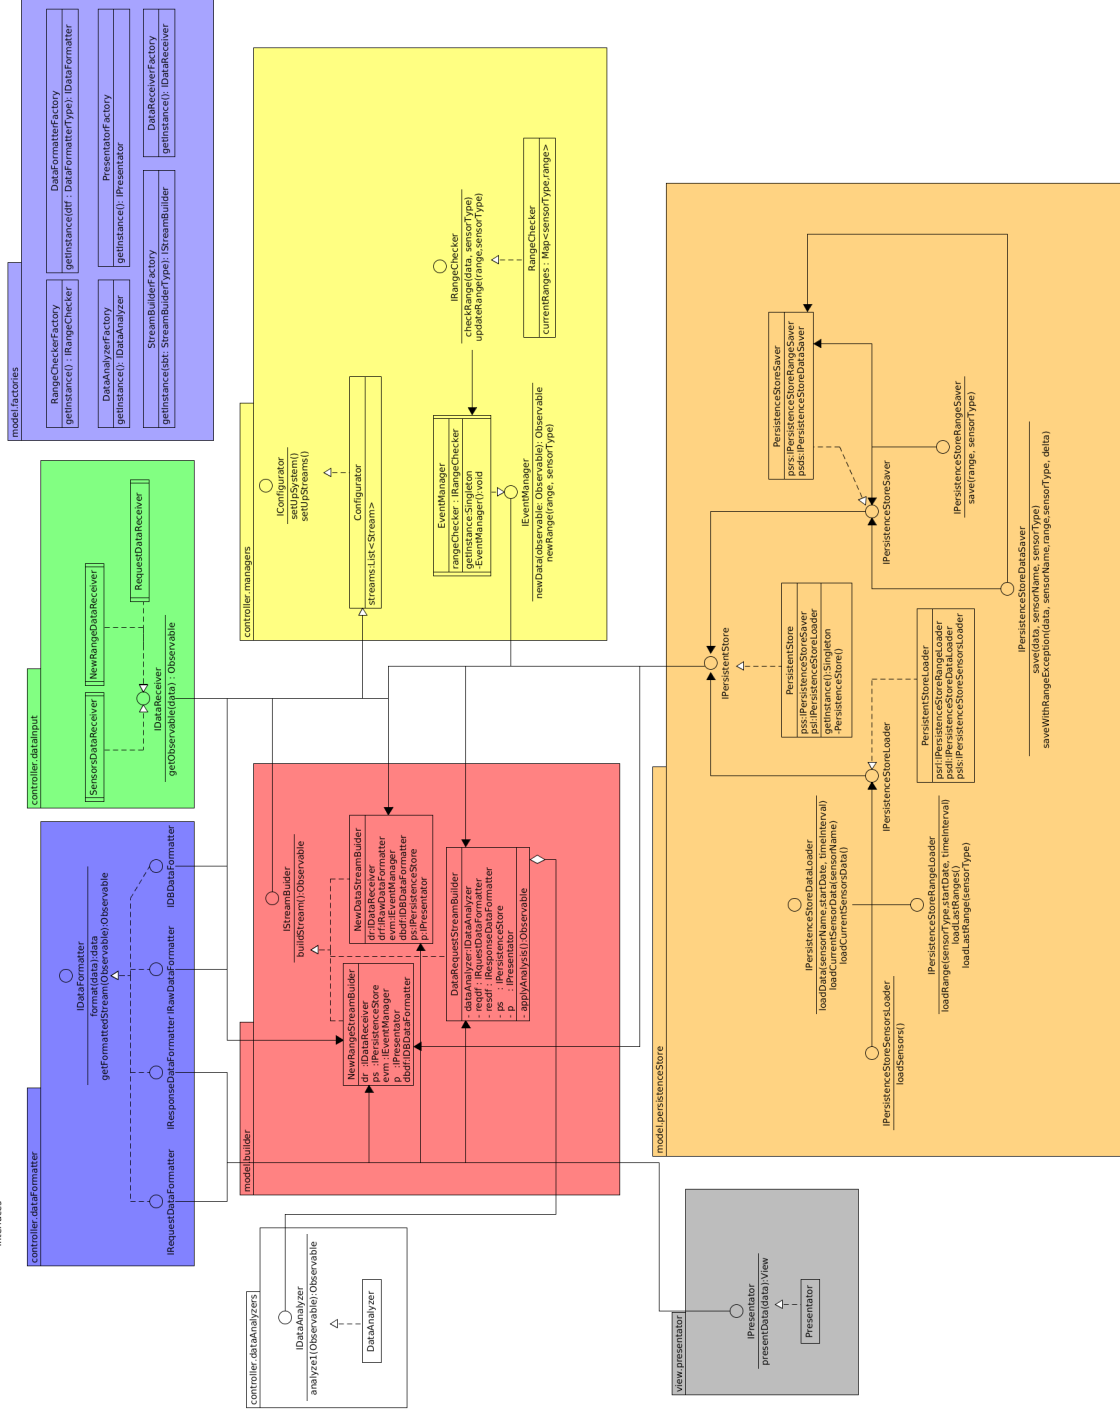 model.factories
RangeCheckerFactory
getInstance() : IRangeChecker
DataFormatterFactory
getInstance(dtf : DataFormatterType): IDataFormatter
DataAnalyzerFactory
getInstance(): IDataAnalyzer
PresentatorFactory
getInstance(): IPresentator
StreamBuilderFactory
getInstance(sbt: StreamBuiderType): IStreamBuilder
DataReceiverFactory
getInstance(): IDataReceiver
controller.dataInput
SensorsDataReceiver
NewRangeDataReceiver
RequestDataReceiver
IDataReceiver
getObservable(data) : Observable
controller.dataFormatter
IDataFormatter
format(data):data
getFormattedStream(Observable):Observable
IRequestDataFormatter
IResponseDataFormatter
IRawDataFormatter
IDBDataFormatter
controller.managers
IConfigurator
setUpSystem()
setUpStreams()
Configurator
streams:List<Stream>
EventManager
rangeChecker : IRangeChecker
getInstance:Singleton
-EventManager():void
IEventManager
newData(observable: Observable): Observable
newRange(range, sensorType)
IRangeChecker
checkRange(data, sensorType)
updateRange(range,sensorType)
RangeChecker
currentRanges : Map<sensorType,range>
model.builder
IStreamBuider
buildStream():Observable
NewRangeStreamBuider
dr :IDataReceiver
ps :IPersistenceStore
evm :IEventManager
p :IPresentator
dbdf:IDBDataFormatter
NewDataStreamBuider
dr:IDataReceiver
drf:IRawDataFormatter
evm:IEventManager
dbdf:IDBDataFormatter
ps:IPersistenceStore
p:IPresentator
DataRequestStreamBuilder
- dataAnalyzer:IDataAnalyzer
- reqdf : IRquestDataFormatter
- resdf : IResponseDataFormatter
- ps : IPersistenceStore
- p : IPresentator
- applyAnalysis():Observable
controller.dataAnalyzers
IDataAnalyzer
analyze1(Observable):Observable
DataAnalyzer
view.presentator
IPresentator
presentData(data):View
Presentator
model.persistenceStore
IPersistentStore
PersistentStore
pss:IPersistenceStoreSaver
psl:IPersistenceStoreLoader
getInstance():Singleton
-PersistenceStore()
PersistenceStoreSaver
psrs:IPersistenceStoreRangeSaver
psds:IPersistenceStoreDataSaver
IPersistenceStoreSaver
IPersistenceStoreRangeSaver
save(range, sensorType)
IPersistenceStoreDataSaver
save(data, sensorName, sensorType)
saveWithRangeException(data, sensorName,range,sensorType, delta)
IPersistenceStoreLoader
PersistentStoreLoader
psrl:IPersistenceStoreRangeLoader
psdl:IPersistenceStoreDataLoader
psls:IPersistenceStoreSensorsLoader
IPersistenceStoreDataLoader
loadData(sensorName,startDate, timeInterval)
loadCurrentSensorData(sensorName)
loadCurrentSensorsData()
IPersistenceStoreRangeLoader
loadRange(sensorType,startDate, timeInterval)
loadLastRanges()
loadLastRange(sensorType)
IPersistenceStoreSensorsLoader
loadSensors()